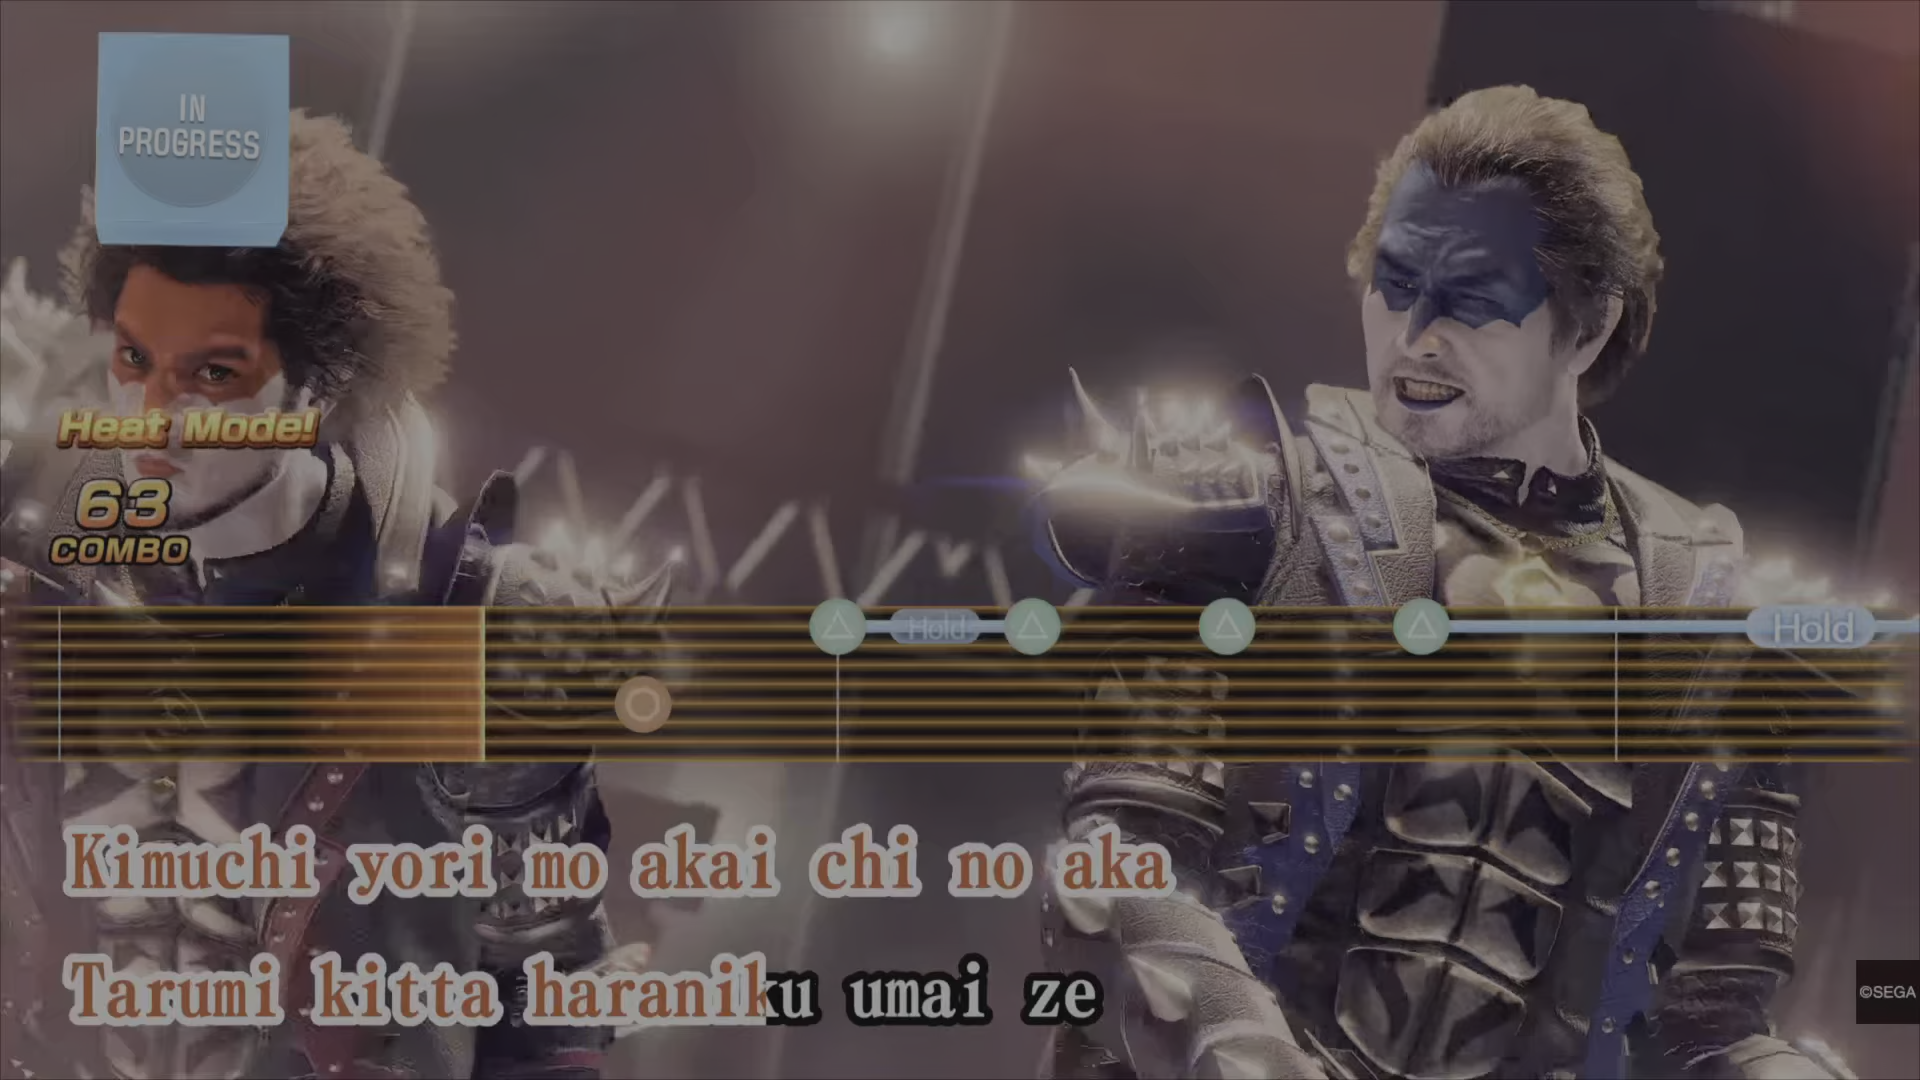 IN
PROGRESS
Heat Mode!
63
COMBO
Hold
Hold
Kimuchi yori mo akai chi no aka
Tarumi kitta haraniku umai ze
©SEGA